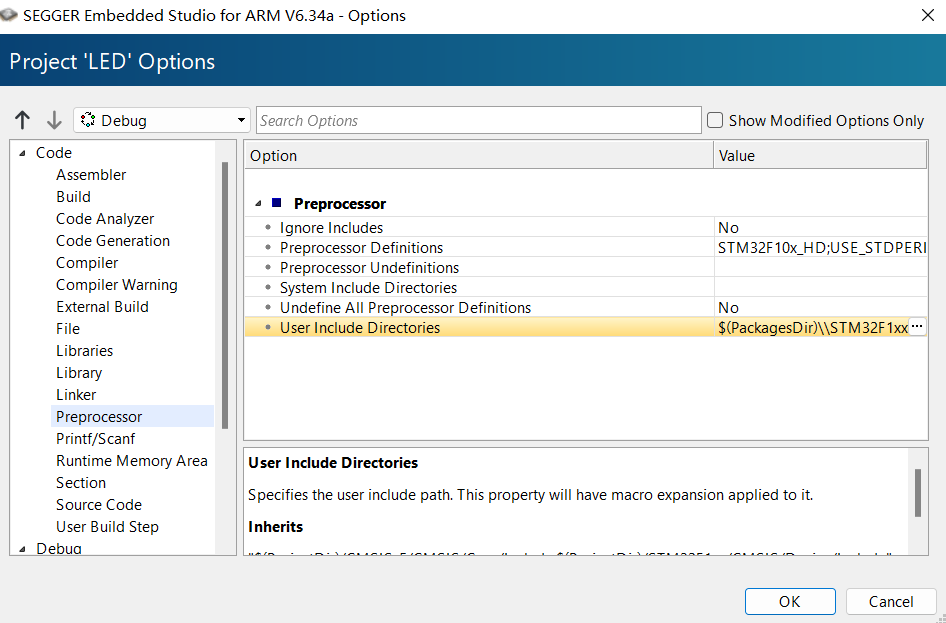 SEGGER Embedded Studio for ARM V6.34a - Options
Project 'LED' Options
Debug
Search Options
Show Modified Options Only
Code
Assembler
Build
Code Analyzer
Code Generation
Compiler
Compiler Warning
External Build
File
Libraries
Library
Linker
Preprocessor
Printf/Scanf
Runtime Memory Area
Section
Source Code
User Build Step
Debug
Option Value
Preprocessor
Ignore Includes No
Preprocessor Definitions STM32F10x_HD;USE_STDPERI
Preprocessor Undefinitions
System Include Directories
Undefine All Preprocessor Definitions No
User Include Directories $(PackagesDir)\\STM32F1xx ...
User Include Directories
Specifies the user include path. This property will have macro expansion applied to it.
Inherits
OK Cancel